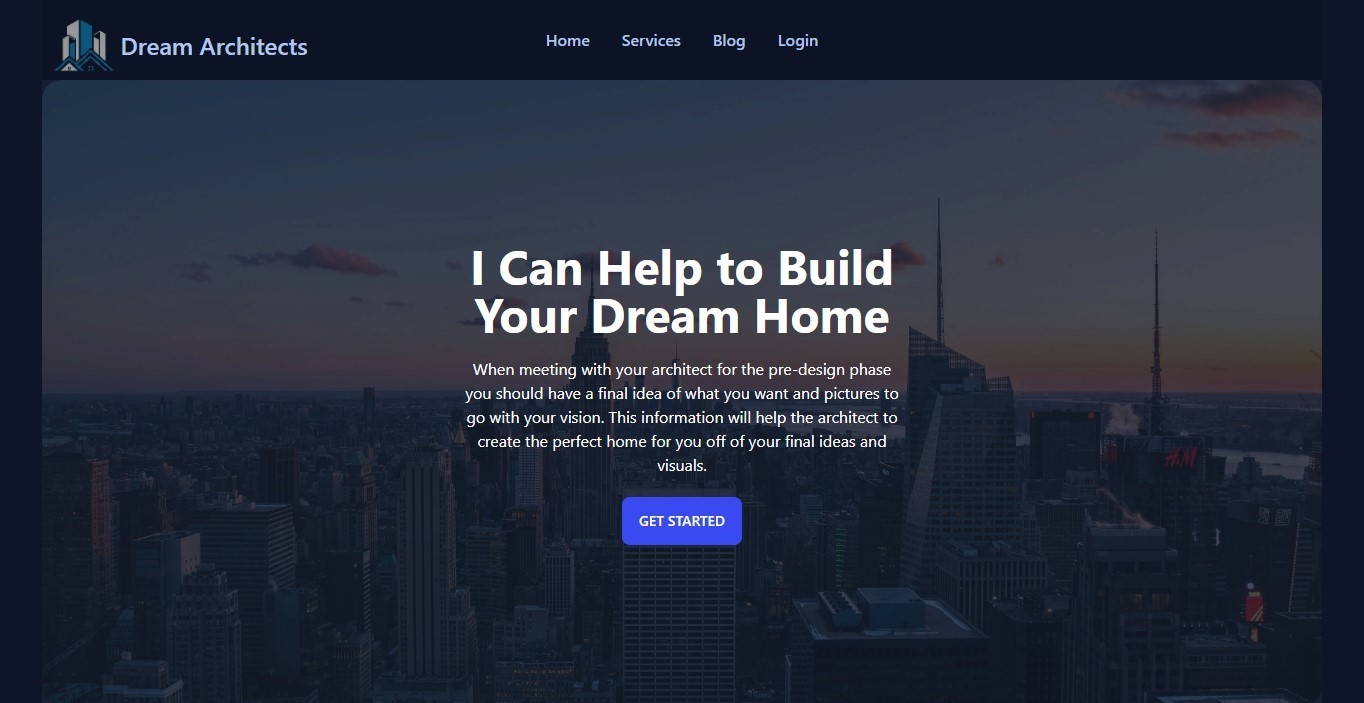 Dream Architects
Home Services Blog Login
I Can Help to Build
Your Dream Home
When meeting with your architect for the pre-design phase
you should have a final idea of what you want and pictures to
go with your vision. This information will help the architect to
create the perfect home for you off of your final ideas and
visuals.
GET STARTED
H&M